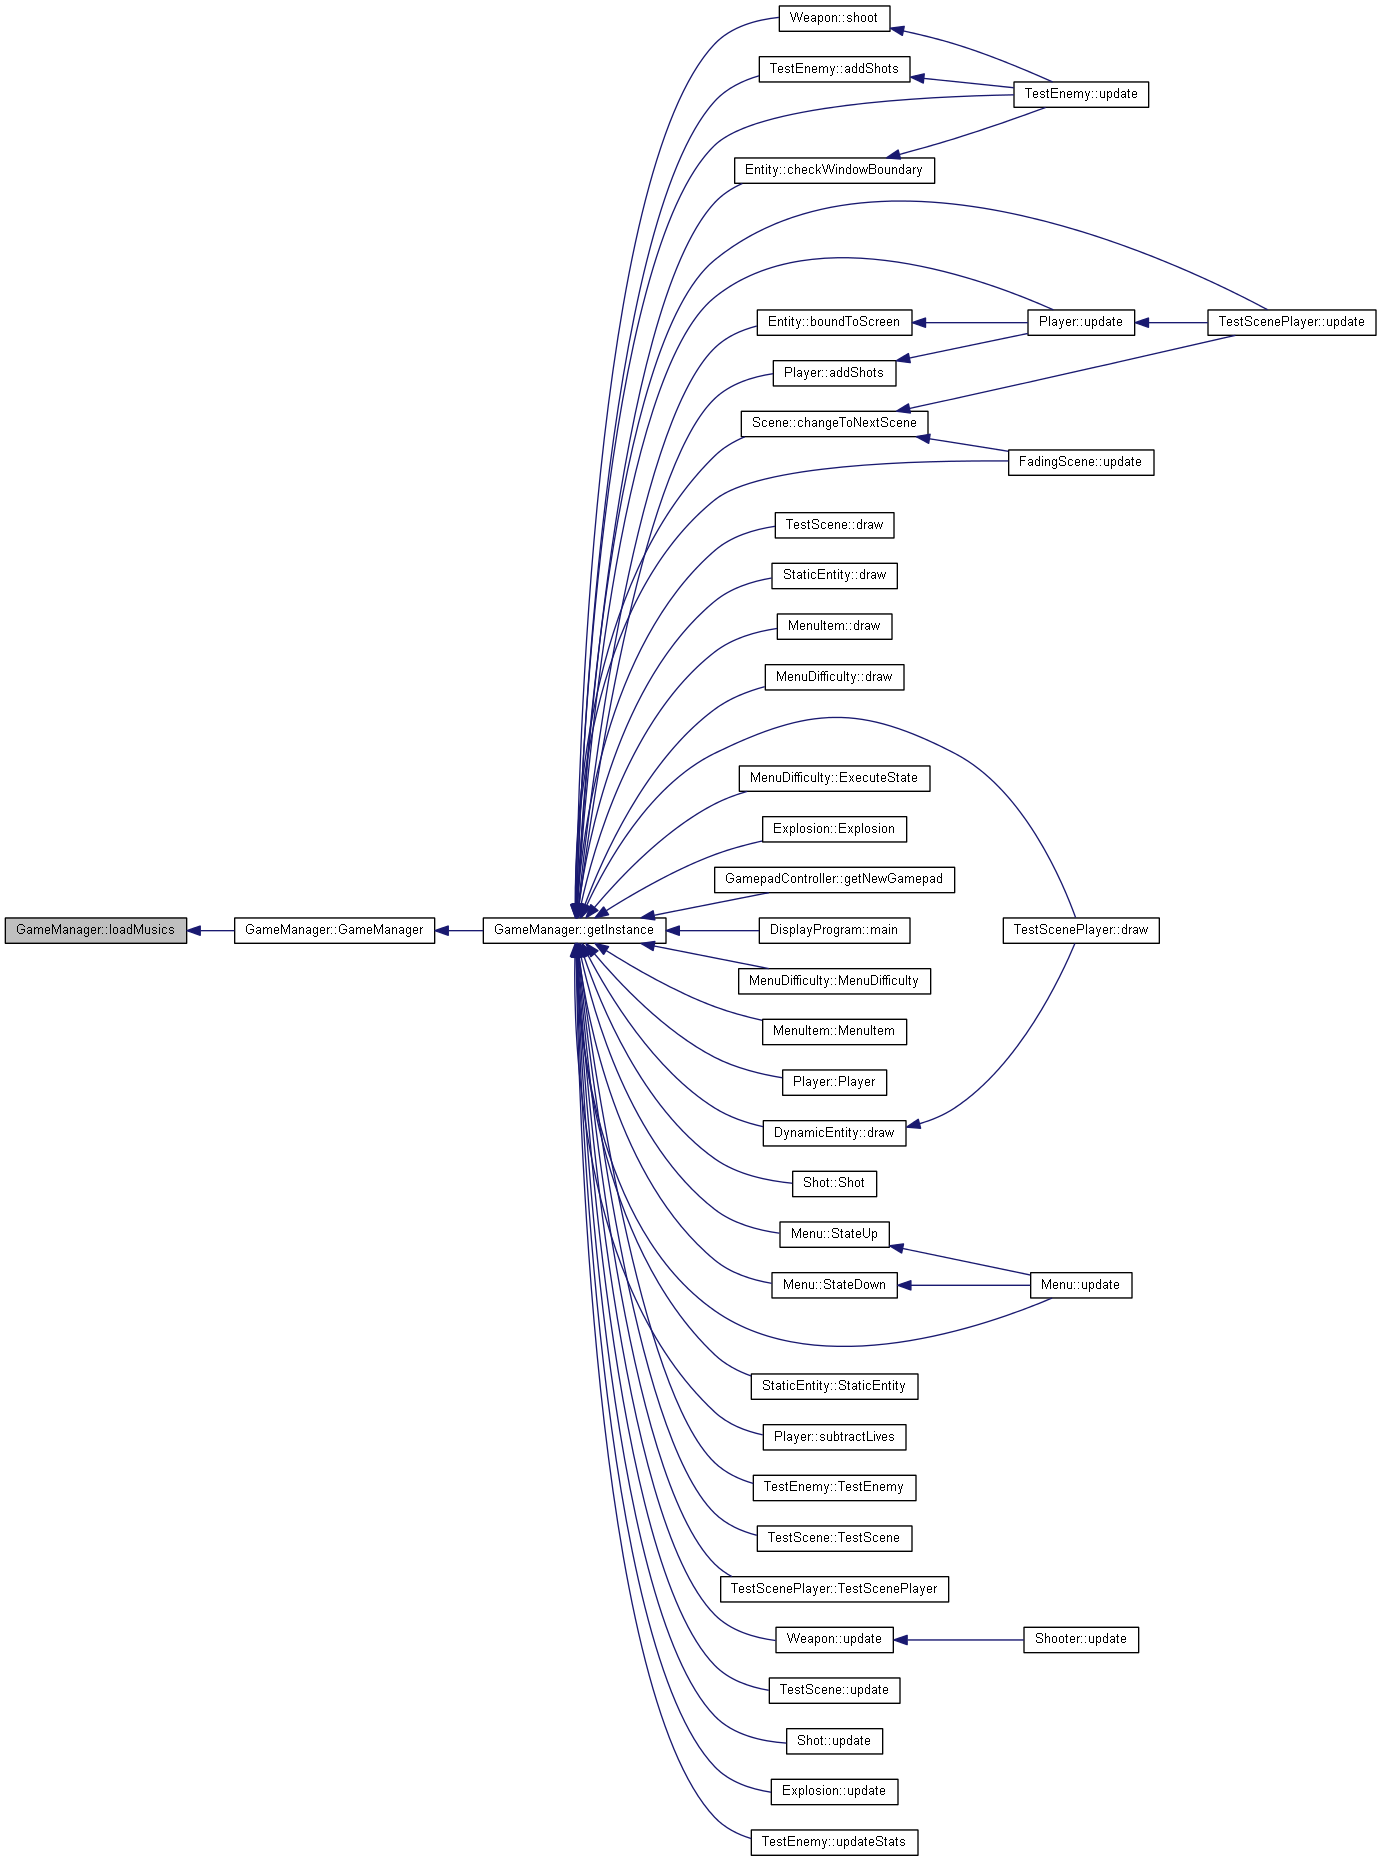 Weapon::shoot
TestEnemy::addShots
TestEnemy::update
Entity::checkWindowBoundary
Entity::boundToScreen
Player::update
TestScenePlayer::update
Player::addShots
Scene::changeToNextScene
FadingScene::update
TestScene::draw
StaticEntity::draw
MenuItem::draw
MenuDifficulty::draw
MenuDifficulty::ExecuteState
Explosion::Explosion
GamepadController::getNewGamepad
GameManager::loadMusics
GameManager::GameManager
GameManager::getInstance
DisplayProgram::main
TestScenePlayer::draw
MenuDifficulty::MenuDifficulty
MenuItem::MenuItem
Player::Player
DynamicEntity::draw
Shot::Shot
Menu::StateUp
Menu::StateDown
Menu::update
StaticEntity::StaticEntity
Player::subtractLives
TestEnemy::TestEnemy
TestScene::TestScene
TestScenePlayer::TestScenePlayer
Weapon::update
Shooter::update
TestScene::update
Shot::update
Explosion::update
TestEnemy::updateStats